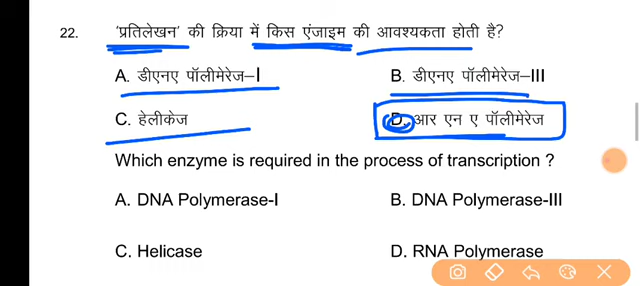 22. 'प्रतिलेखन' की क्रिया में किस एंजाइम की आवश्यकता होती है?
A. डीएनए पॉलीमेरेज–I B. डीएनए पॉलीमेरेज–III
C. हेलीकेज D. आर एन ए पॉलीमेरेज
Which enzyme is required in the process of transcription ?
A. DNA Polymerase-I B. DNA Polymerase-III
C. Helicase D. RNA Polymerase